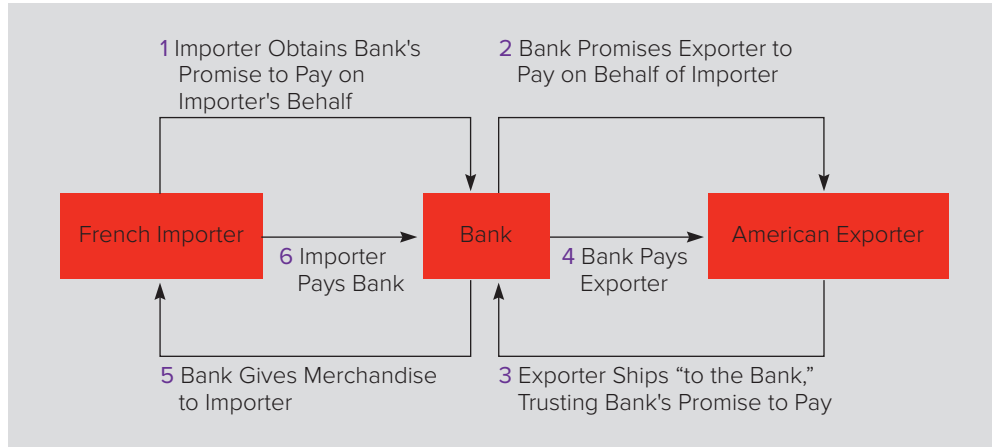 1 Importer Obtains Bank's
Promise to Pay on
Importer's Behalf
2 Bank Promises Exporter to
Pay on Behalf of Importer
French Importer
Bank
American Exporter
6 Importer
Pays Bank
4 Bank Pays
Exporter
5 Bank Gives Merchandise
to Importer
3 Exporter Ships “to the Bank,”
Trusting Bank's Promise to Pay